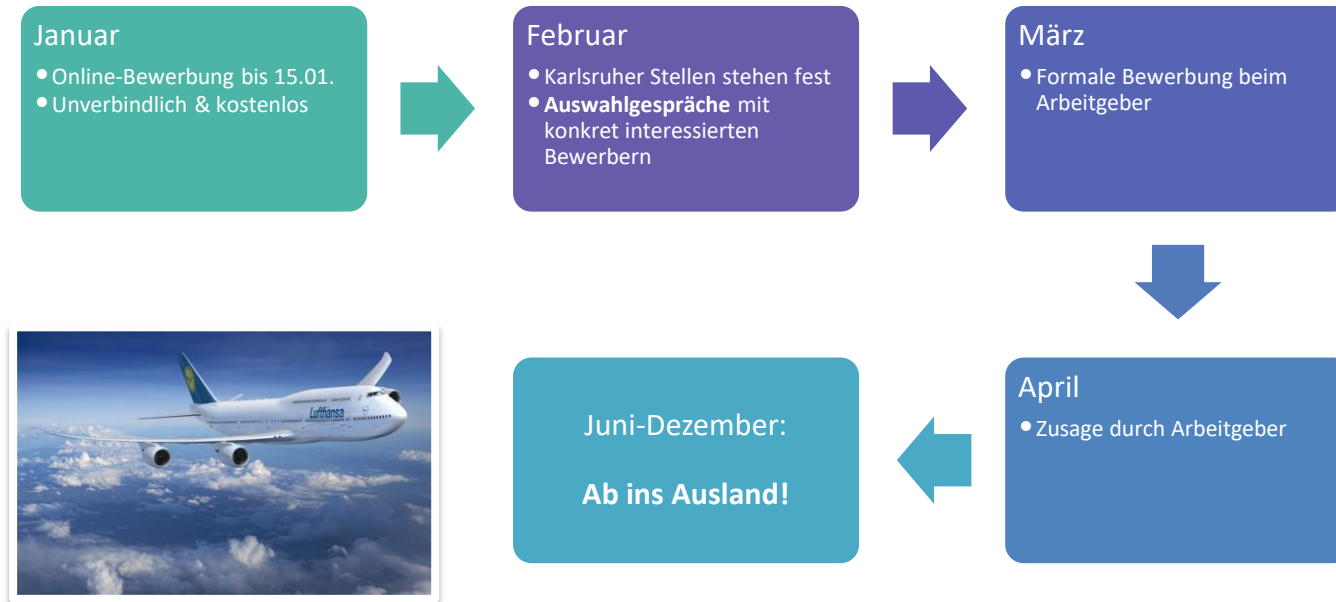 Januar
• Online-Bewerbung bis 15.01.
• Unverbindlich & kostenlos
Februar
• Karlsruher Stellen stehen fest
• Auswahlgespräche mit
konkret interessierten
Bewerbern
März
• Formale Bewerbung beim
Arbeitgeber
April
• Zusage durch Arbeitgeber
Juni-Dezember:
Ab ins Ausland!
Lufthansa